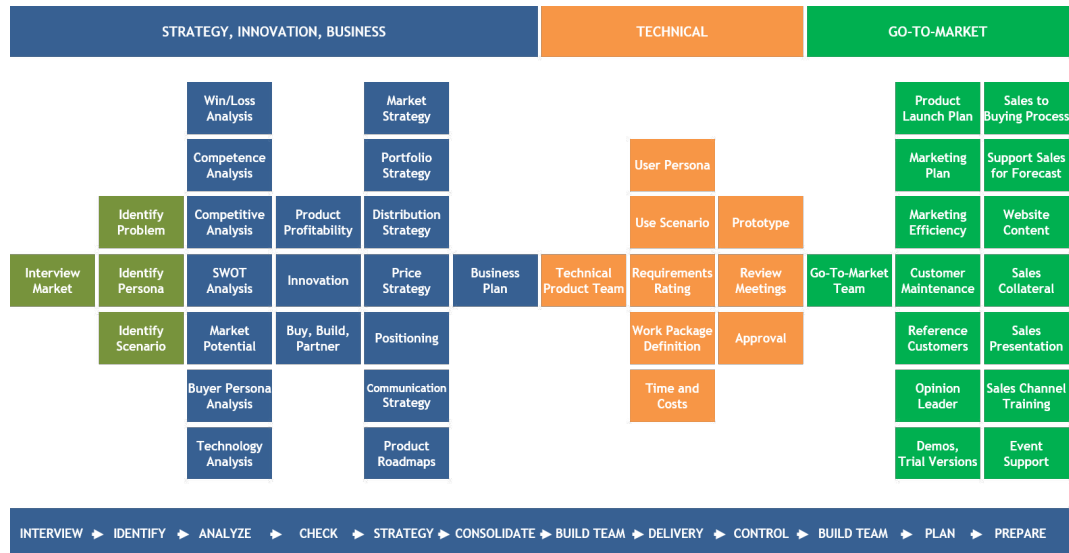 STRATEGY, INNOVATION, BUSINESS
TECHNICAL
GO-TO-MARKET
Interview
Market
Identify
Problem
Identify
Persona
Identify
Scenario
Win/Loss
Analysis
Competence
Analysis
Competitive
Analysis
SWOT
Analysis
Market
Potential
Buyer Persona
Analysis
Technology
Analysis
Product
Profitability
Innovation
Buy, Build,
Partner
Market
Strategy
Portfolio
Strategy
Distribution
Strategy
Price
Strategy
Positioning
Communication
Strategy
Product
Roadmaps
Business
Plan
Technical
Product Team
User Persona
Use Scenario
Requirements
Rating
Work Package
Definition
Time and
Costs
Prototype
Review
Meetings
Approval
Go-To-Market
Team
Product
Launch Plan
Marketing
Plan
Marketing
Efficiency
Customer
Maintenance
Reference
Customers
Opinion
Leader
Demos,
Trial Versions
Sales to
Buying Process
Support Sales
for Forecast
Website
Content
Sales
Collateral
Sales
Presentation
Sales Channel
Training
Event
Support
INTERVIEW IDENTIFY ANALYZE CHECK STRATEGY CONSOLIDATE BUILD TEAM DELIVERY CONTROL BUILD TEAM PLAN PREPARE